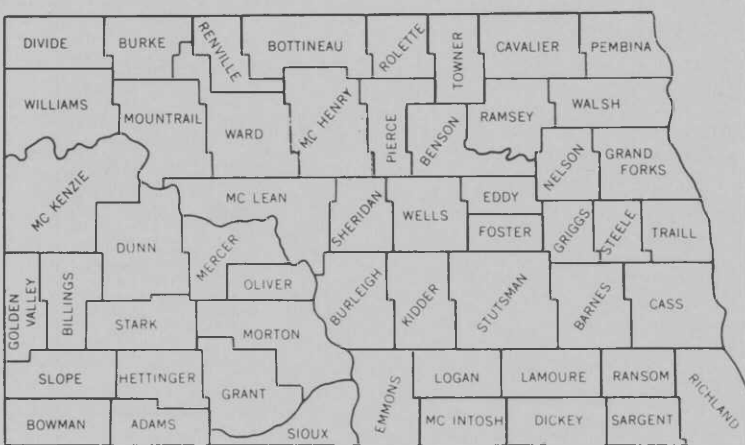 DIVIDE
BURKE
RENVILLE
BOTTINEAU
ROLETTE
TOWNER
CAVALIER
PEMBINA
WILLIAMS
MOUNTRAIL
WARD
MC HENRY
PIERCE
BENSON
RAMSEY
WALSH
NELSON
GRAND
FORKS
MC KENZIE
DUNN
MC LEAN
MERCER
OLIVER
SHERIDAN
WELLS
EDDY
FOSTER
GRIGGS
STEELE
TRAILL
GOLDEN
VALLEY
BILLINGS
STARK
MORTON
BURLEIGH
KIDDER
STUTSMAN
BARNES
CASS
SLOPE
HETTINGER
GRANT
EMMONS
LOGAN
LAMOURE
RANSOM
RICHLAND
BOWMAN
ADAMS
SIOUX
MC INTOSH
DICKEY
SARGENT